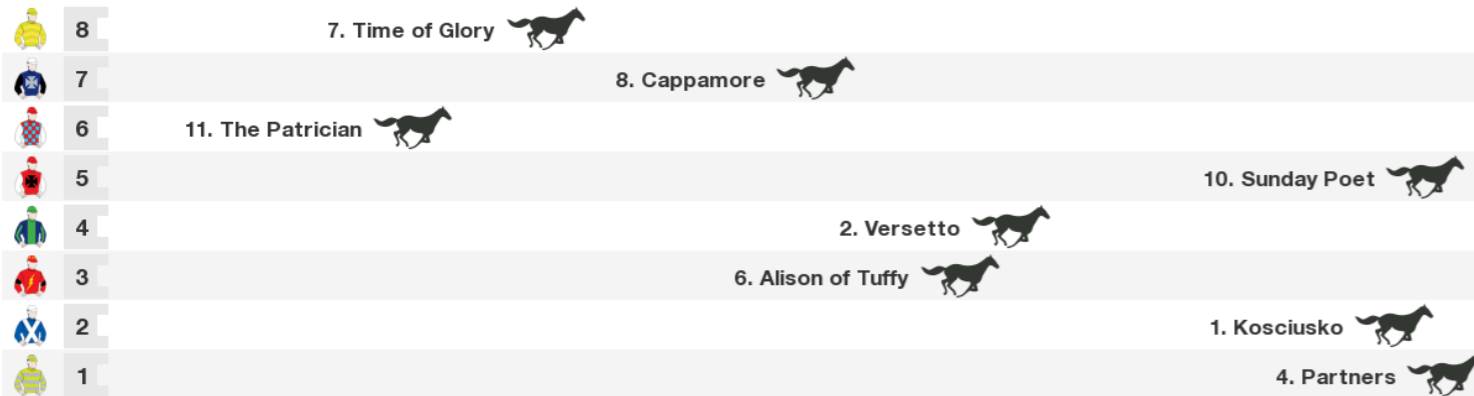 8 7. Time of Glory
7 8. Cappamore
6 11. The Patrician
5 10. Sunday Poet
4 2. Versetto
3 6. Alison of Tuffy
2 1. Kosciusko
1 4. Partners